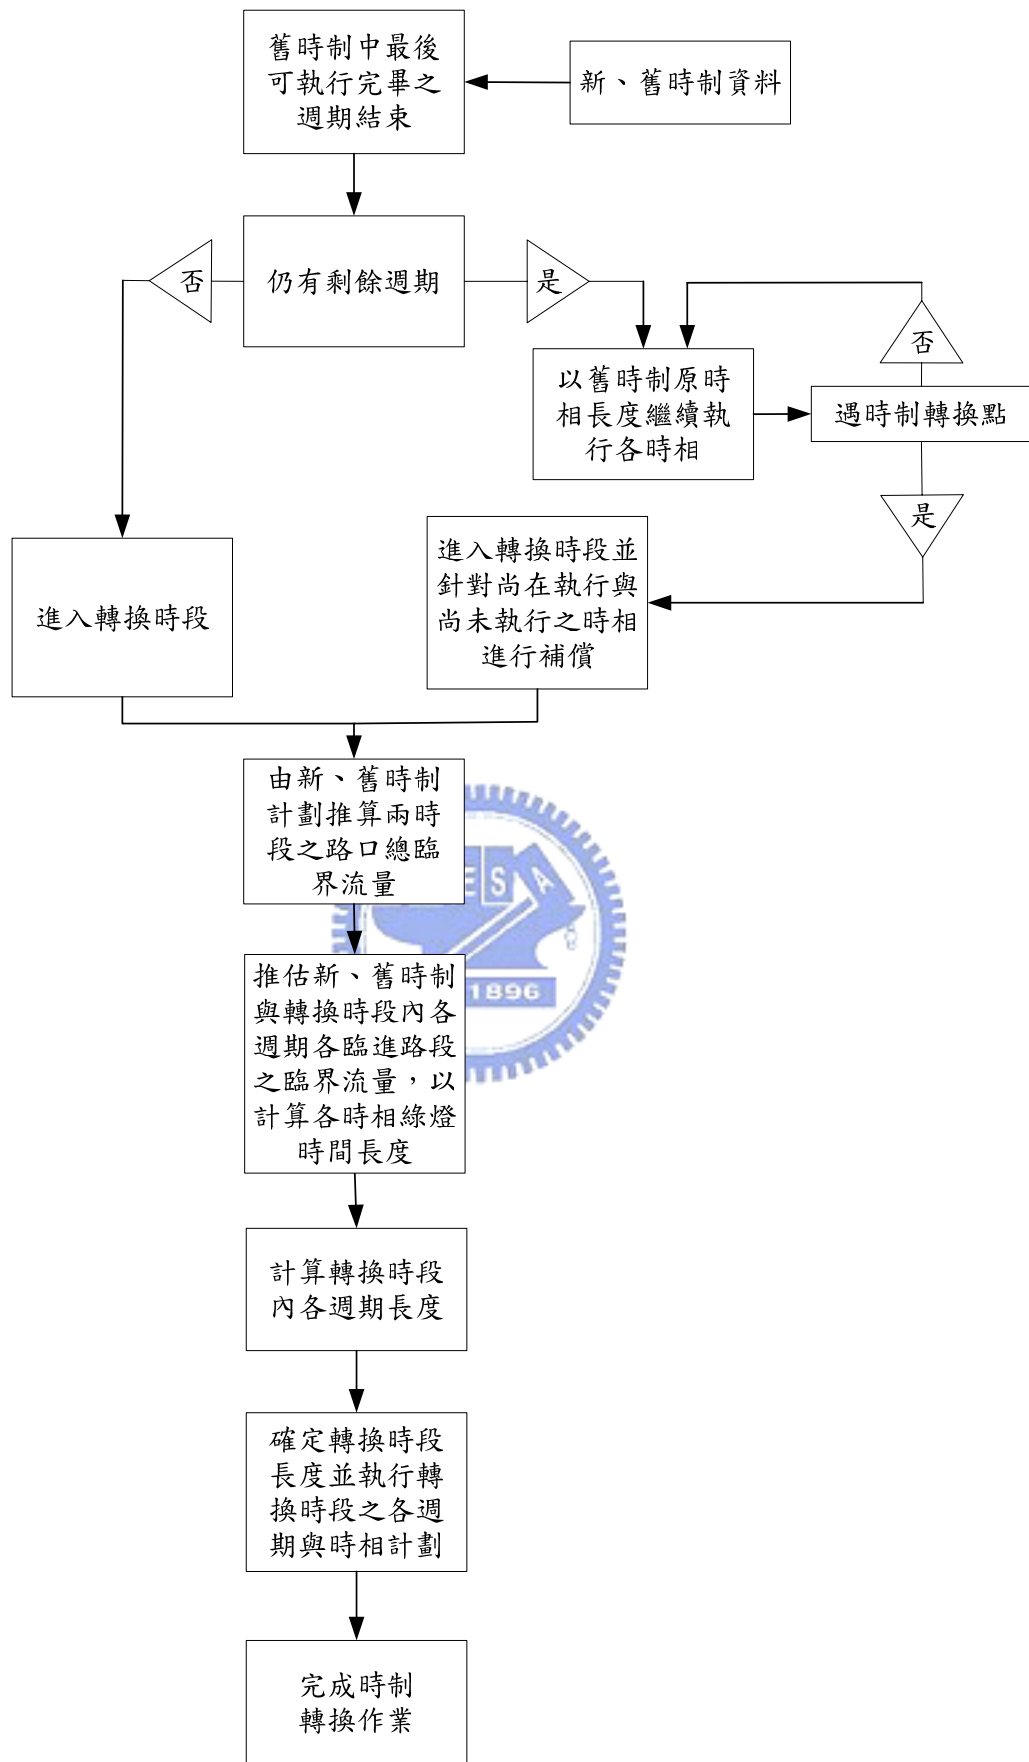 舊時制中最後
可執行完畢之
週期結束
新、舊時制資料
仍有剩餘週期
否
是
以舊時制原時
相長度繼續執
行各時相
否
遇時制轉換點
是
進入轉換時段
進入轉換時段並
針對尚在執行與
尚未執行之時相
進行補償
由新、舊時制
計劃推算兩時
段之路口總臨
界流量
ESA
推估新、舊時制
與轉換時段內各
週期各臨進路段
之臨界流量，以
計算各時相綠燈
時間長度
1896
計算轉換時段
內各週期長度
確定轉換時段
長度並執行轉
換時段之各週
期與時相計劃
完成時制
轉換作業